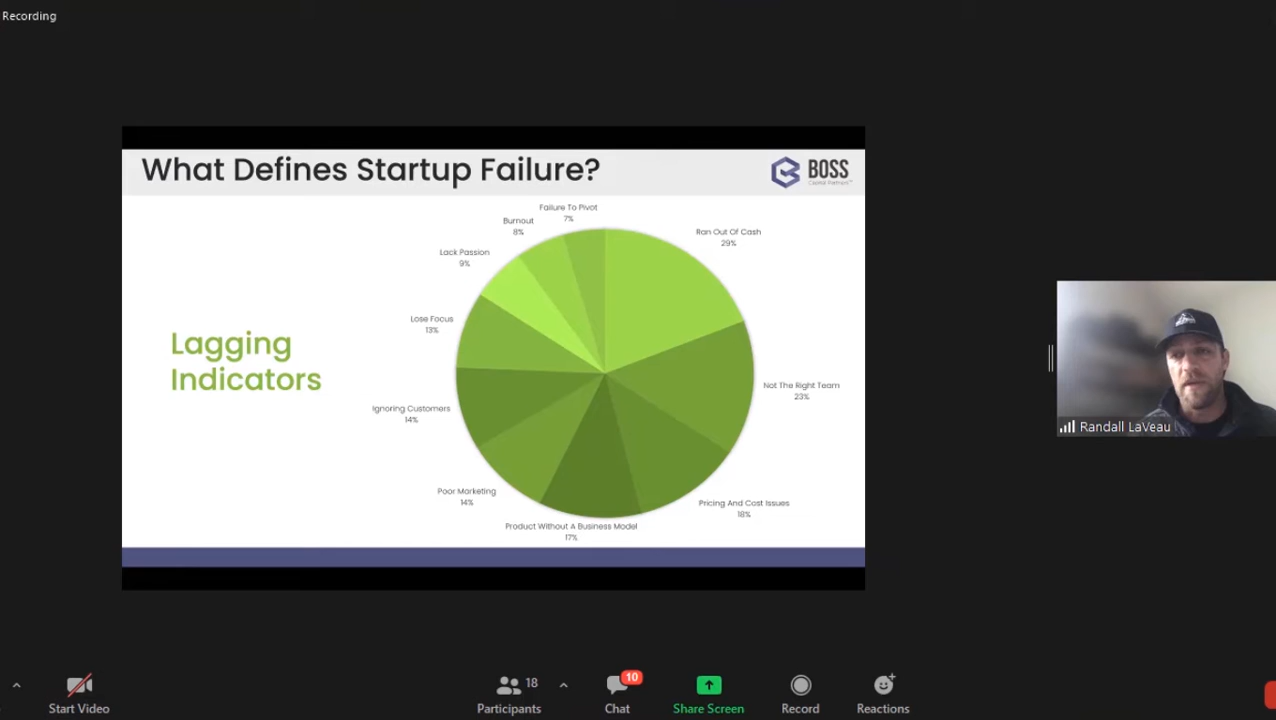 Recording
What Defines Startup Failure?
BOSS
Capital Partners
Failure To Pivot
7%
Burnout
8%
Ran Out Of Cash
29%
Lack Passion
9%
Lose Focus
13%
Lagging
Indicators
Not The Right Team
23%
Ignoring Customers
14%
Poor Marketing
14%
Pricing And Cost Issues
18%
Product Without A Business Model
17%
Randall LaVeau
Start Video
18
Participants
10
Chat
Share Screen
Record
Reactions